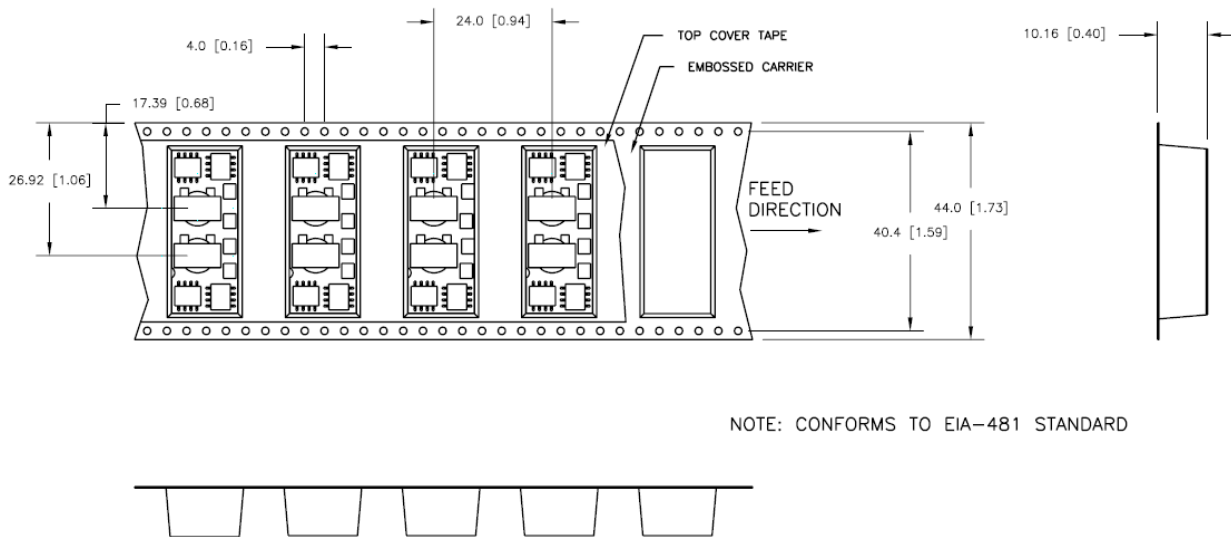 24.0 [0.94]
4.0 [0.16]
TOP COVER TAPE
EMBOSSED CARRIER
10.16 [0.40]
17.39 [0.68]
26.92 [1.06]
FEED
DIRECTION
44.0 [1.73]
40.4 [1.59]
NOTE: CONFORMS TO EIA-481 STANDARD